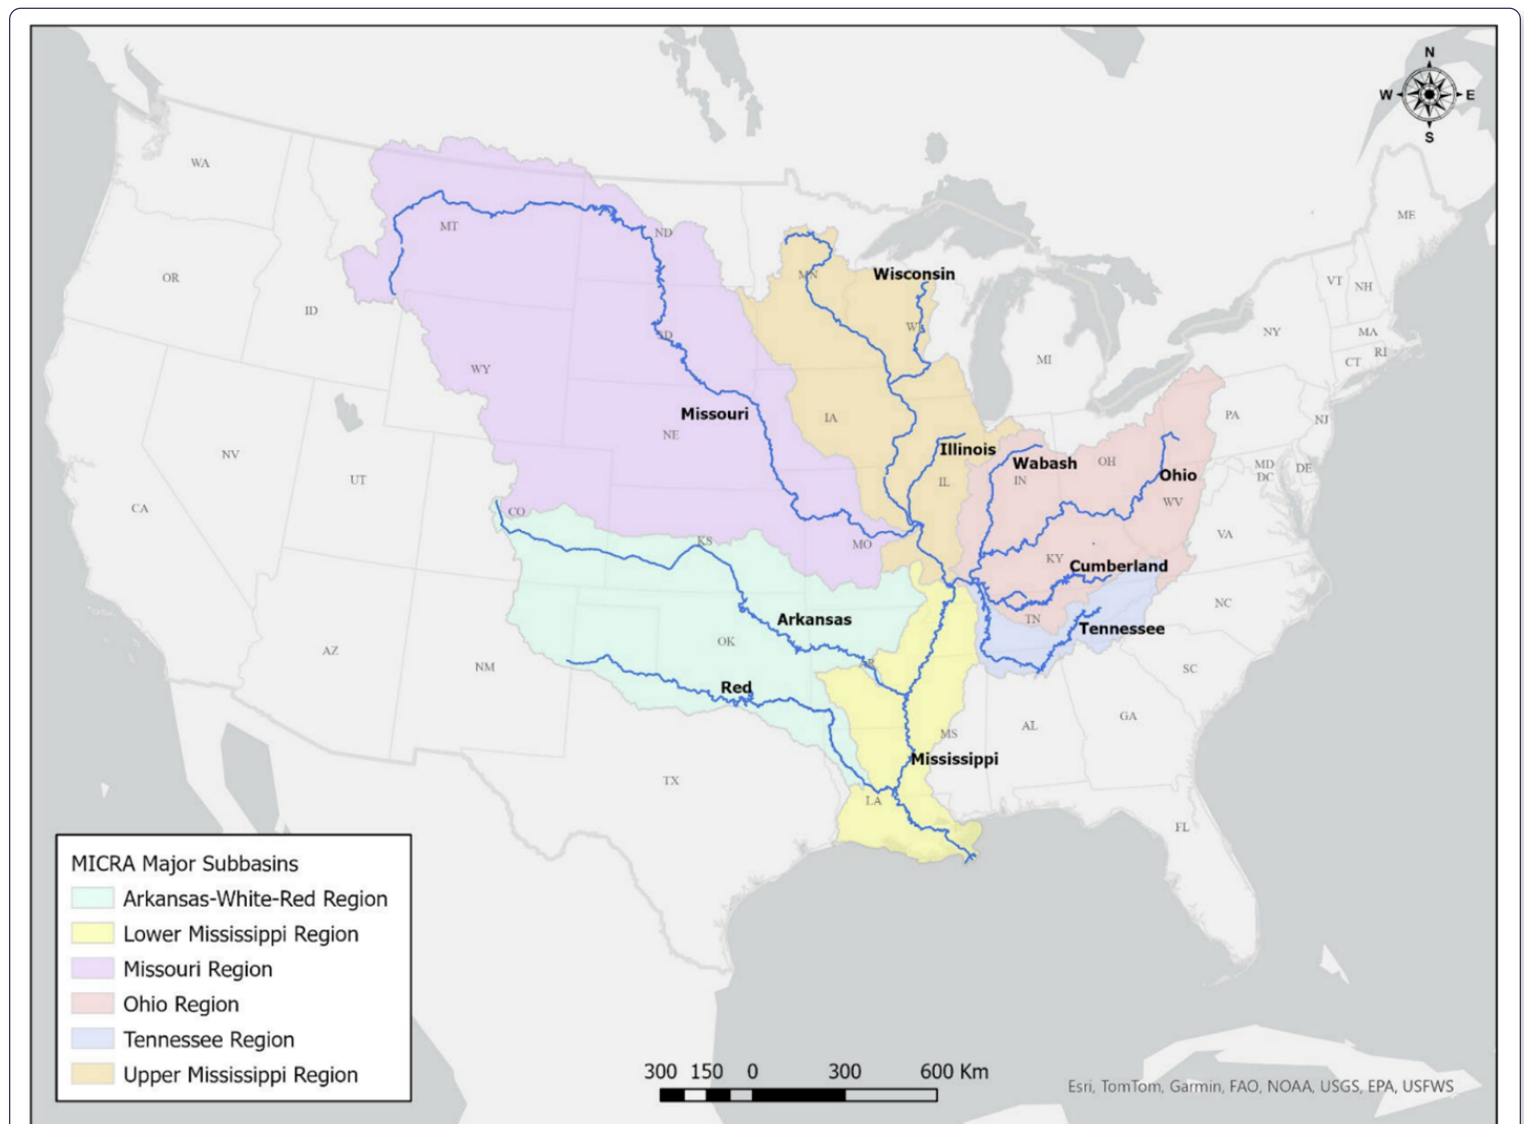 N
W E
S
WA
MT
ND
ME
OR
MN
Wisconsin
VT
NH
ID
W
NY
MA
SD
RI
MI
CT
WY
Missouri
IA
PA
NJ
NE
Illinois
Wabash
OH
NV
Ohio
MD
DC
DE
UT
IL
IN
WV
CA
CO
KS
MO
VA
KY
Cumberland
NC
Arkansas
TN
Tennessee
OK
AZ
NM
AR
SC
Red
GA
AL
MS
Mississippi
TX
LA
FL
MICRA Major Subbasins
Arkansas-White-Red Region
Lower Mississippi Region
Missouri Region
Ohio Region
Tennessee Region
Upper Mississippi Region
300 150 0 300 600 Km
Esri, TomTom, Garmin, FAO, NOAA, USGS, EPA, USFWS